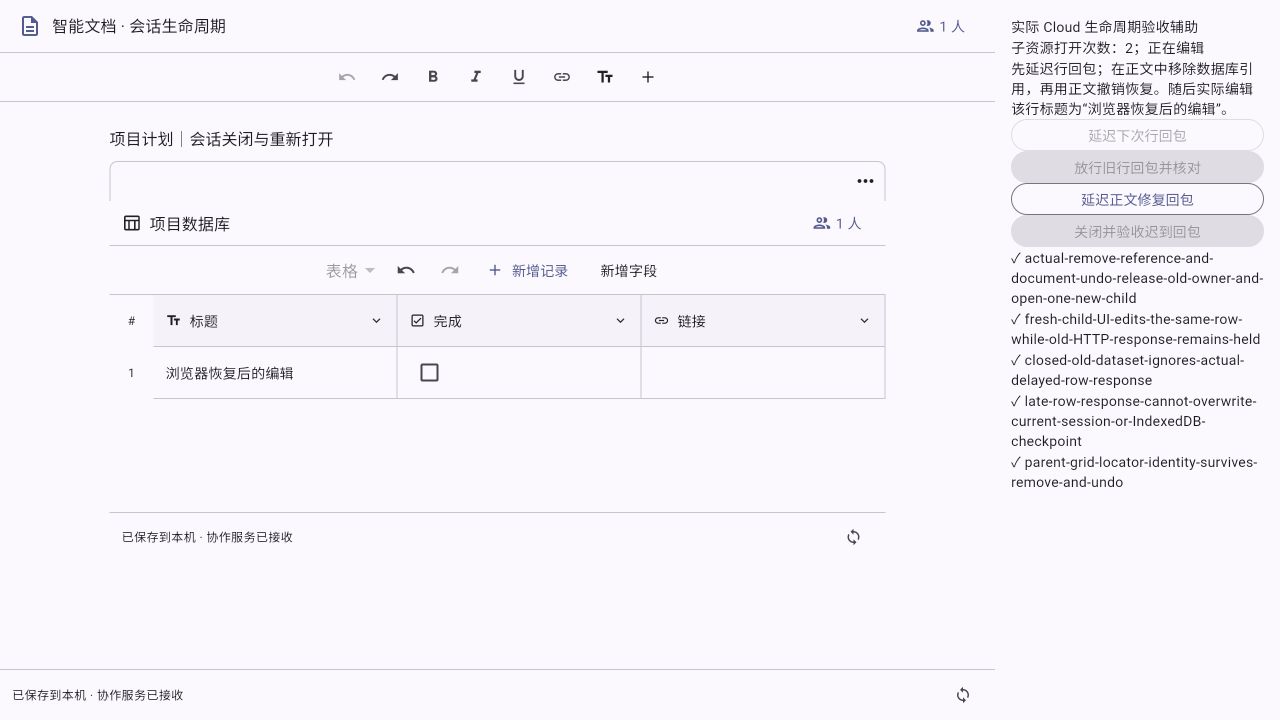 智能文档 · 会话生命周期
1 人
B I U
项目计划｜会话关闭与重新打开
项目数据库
1 人
表格
新增记录
新增字段
# 标题 完成 链接
1 浏览器恢复后的编辑
已保存到本机 · 协作服务已接收
已保存到本机 · 协作服务已接收
实际 Cloud 生命周期验收辅助
子资源打开次数：2；正在编辑
先延迟行回包；在正文中移除数据库引
用，再用正文撤销恢复。随后实际编辑
该行标题为“浏览器恢复后的编辑”。
延迟下次行回包
放行旧行回包并核对
延迟正文修复回包
关闭并验收迟到回包
✓ actual-remove-reference-and-
document-undo-release-old-owner-and-
open-one-new-child
✓ fresh-child-UI-edits-the-same-row-
while-old-HTTP-response-remains-held
✓ closed-old-dataset-ignores-actual-
delayed-row-response
✓ late-row-response-cannot-overwrite-
current-session-or-IndexedDB-
checkpoint
✓ parent-grid-locator-identity-survives-
remove-and-undo